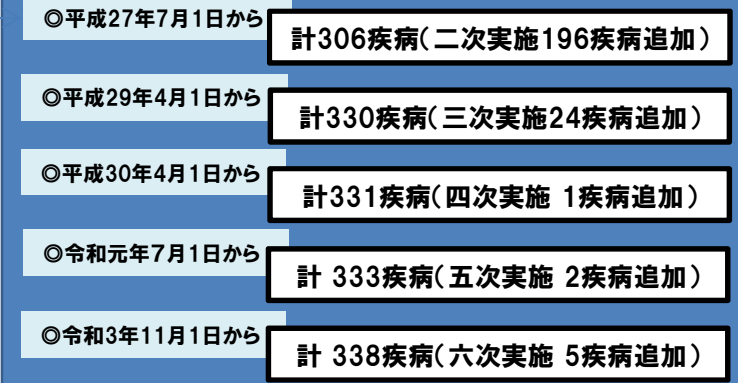 ◎平成27年7月1日から
計306疾病（二次実施196疾病追加）
◎平成29年4月1日から
計330疾病（三次実施24疾病追加）
◎平成30年4月1日から
計331疾病（四次実施 1疾病追加）
◎令和元年7月1日から
計 333疾病（五次実施 2疾病追加）
◎令和3年11月1日から
計 338疾病（六次実施 5疾病追加）